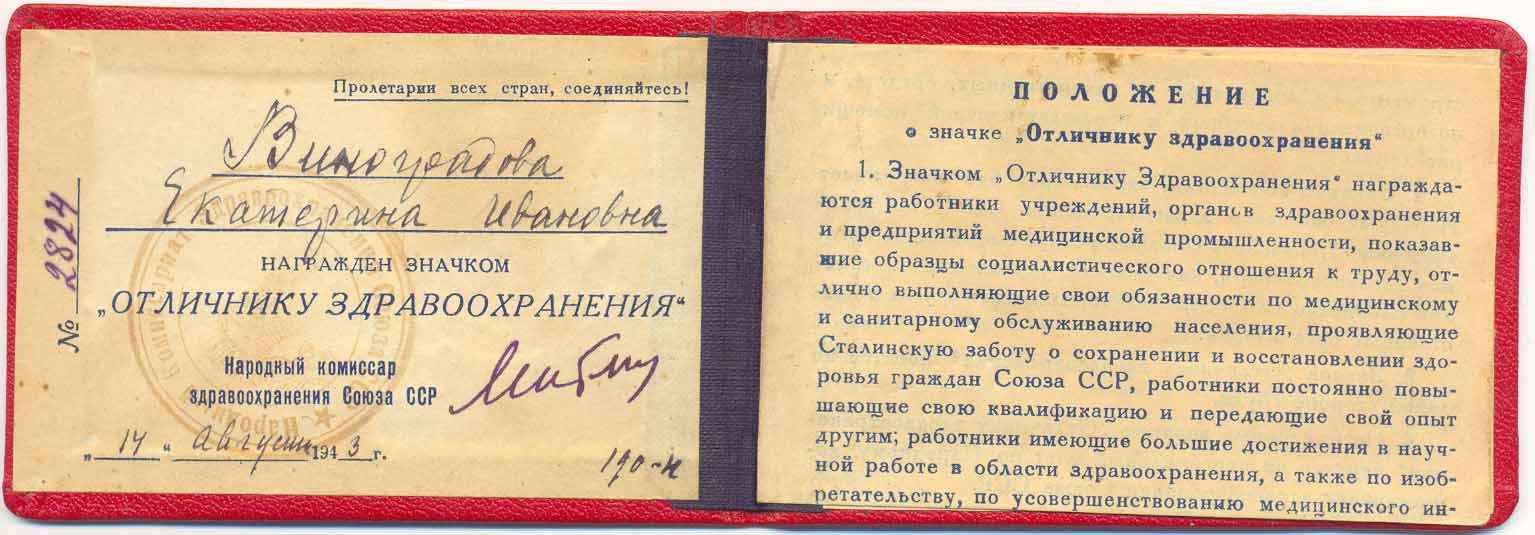 Пролетарии всех стран, соединяйтесь!
Виноградова
Екатерина Ивановна
НАГРАЖДЕН ЗНАЧКОМ
„ОТЛИЧНИКУ ЗДРАВООХРАНЕНИЯ“
Народный комиссар
здравоохранения Союза ССР
„14“ августа 1943 г.
190-н
№ 2824
ПОЛОЖЕНИЕ
о значке „Отличнику здравоохранения“
1. Значком „Отличнику Здравоохранения“ награжда-
ются работники учреждений, органов здравоохранения
и предприятий медицинской промышленности, показав-
шие образцы социалистического отношения к труду, от-
лично выполняющие свои обязанности по медицинскому
и санитарному обслуживанию населения, проявляющие
Сталинскую заботу о сохранении и восстановлении здо-
ровья граждан Союза ССР, работники постоянно повы-
шающие свою квалификацию и передающие свой опыт
другим; работники имеющие большие достижения в науч-
ной работе в области здравоохранения, а также по изоб-
ретательству, по усовершенствованию медицинского ин-